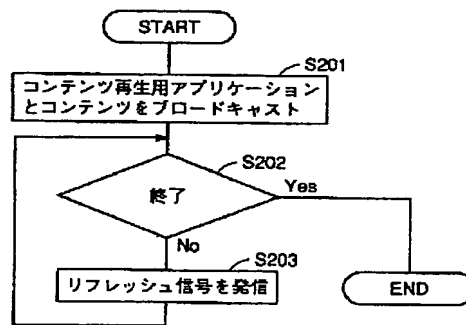 START
S201
コンテンツ再生用アプリケーション
とコンテンツをブロードキャスト
S202
終了
Yes
No
S203
リフレッシュ信号を発信
END